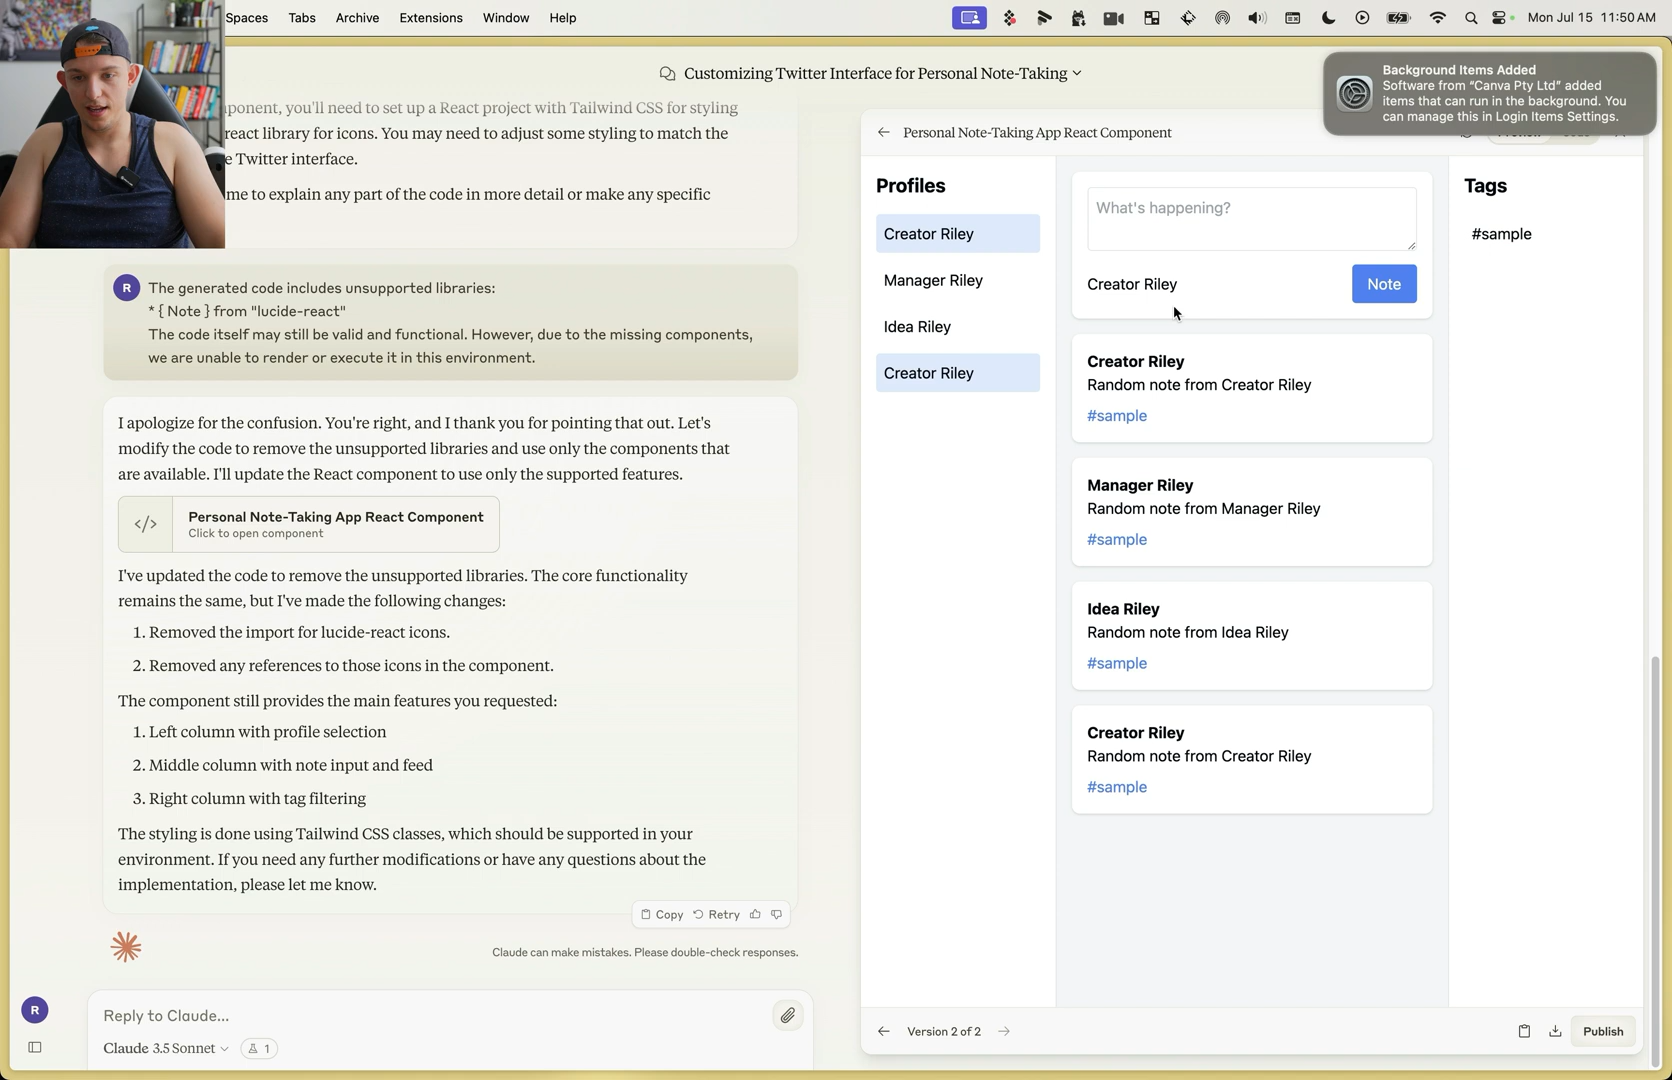 Spaces Tabs Archive Extensions Window Help
Mon Jul 15 11:50 AM
Customizing Twitter Interface for Personal Note-Taking
Background Items Added
Software from “Canva Pty Ltd” added
items that can run in the background. You
can manage this in Login Items Settings.
you'll need to set up a React project with Tailwind CSS for styling
react library for icons. You may need to adjust some styling to match the
Twitter interface.
me to explain any part of the code in more detail or make any specific
R
The generated code includes unsupported libraries:
* { Note } from "lucide-react"
The code itself may still be valid and functional. However, due to the missing components,
we are unable to render or execute it in this environment.
I apologize for the confusion. You're right, and I thank you for pointing that out. Let's
modify the code to remove the unsupported libraries and use only the components that
are available. I'll update the React component to use only the supported features.
</>
Personal Note-Taking App React Component
Click to open component
I've updated the code to remove the unsupported libraries. The core functionality
remains the same, but I've made the following changes:
1. Removed the import for lucide-react icons.
2. Removed any references to those icons in the component.
The component still provides the main features you requested:
1. Left column with profile selection
2. Middle column with note input and feed
3. Right column with tag filtering
The styling is done using Tailwind CSS classes, which should be supported in your
environment. If you need any further modifications or have any questions about the
implementation, please let me know.
Copy Retry
Claude can make mistakes. Please double-check responses.
R
Reply to Claude...
Claude 3.5 Sonnet 1
Personal Note-Taking App React Component
Profiles
Creator Riley
Manager Riley
Idea Riley
Creator Riley
What's happening?
Creator Riley
Note
Creator Riley
Random note from Creator Riley
#sample
Manager Riley
Random note from Manager Riley
#sample
Idea Riley
Random note from Idea Riley
#sample
Creator Riley
Random note from Creator Riley
#sample
Tags
#sample
Version 2 of 2
Publish